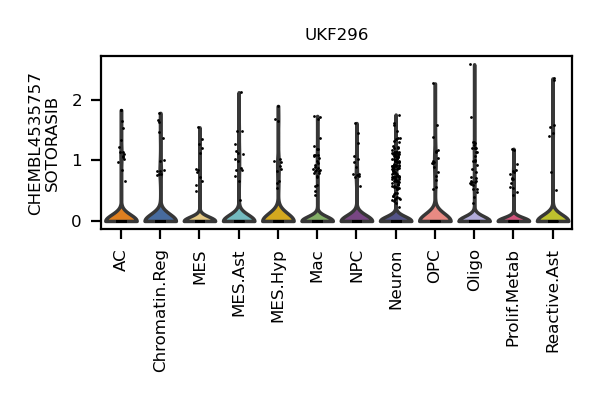 UKF296
CHEMBL4535757
SOTORASIB
2
1
0
AC
Chromatin.Reg
MES
MES.Ast
MES.Hyp
Mac
NPC
Neuron
OPC
Oligo
Prolif.Metab
Reactive.Ast